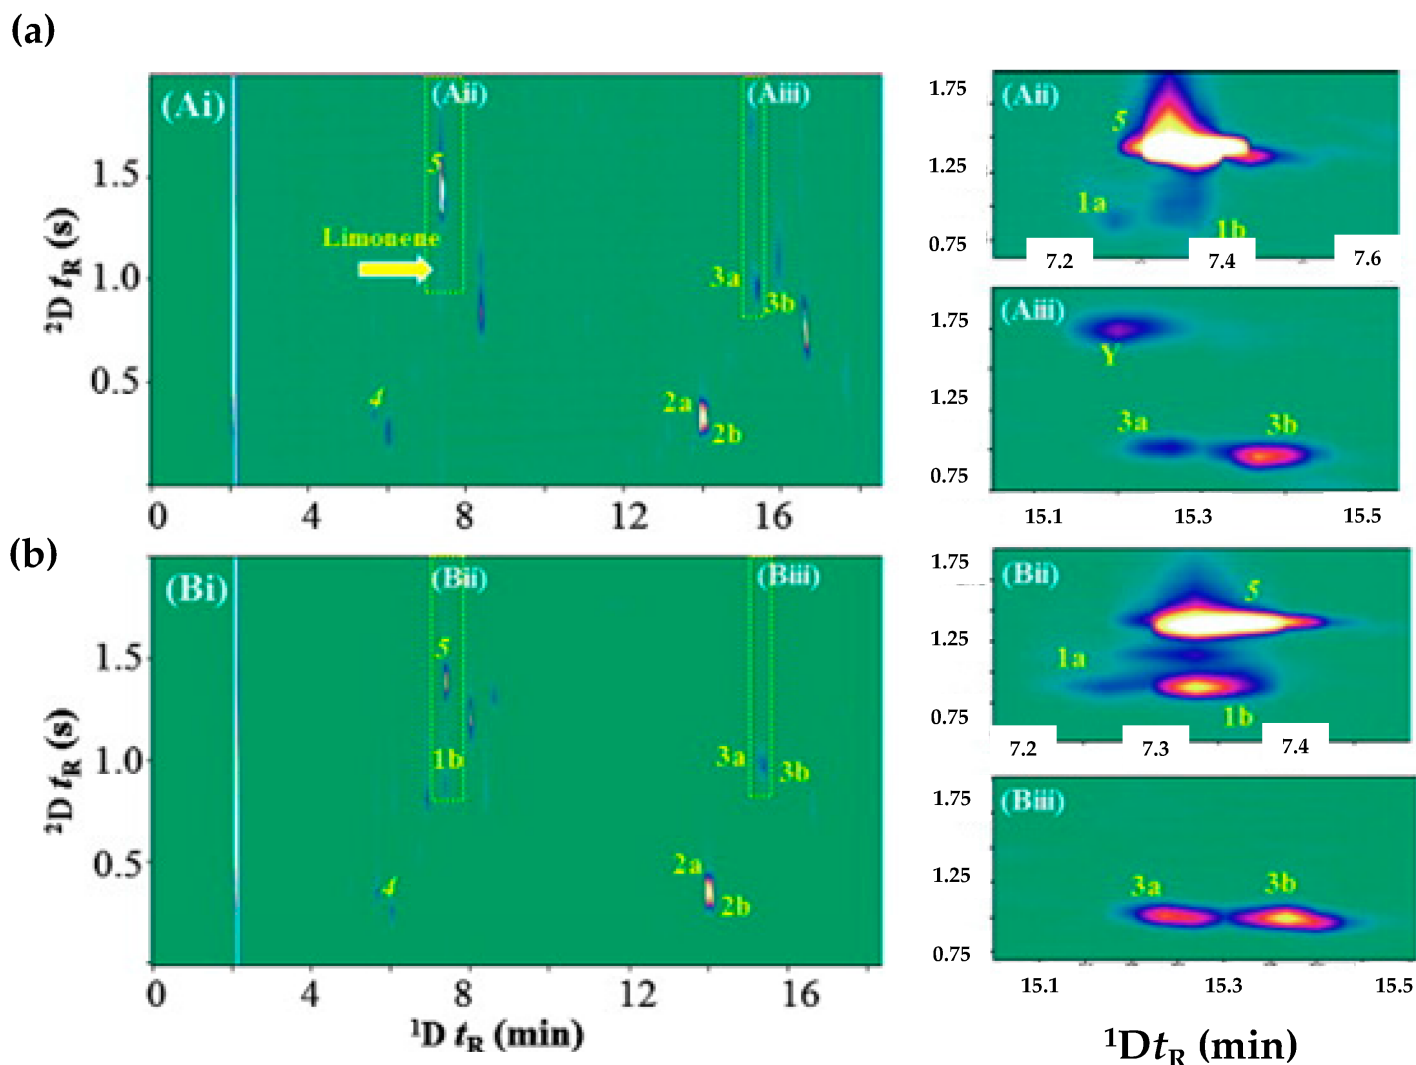 (a)
(Ai)
(Aii)
(Aiii)
5
Limonene
3a
3b
4
2a
2b
1.5
1.0
0.5
²D tR (s)
0 4 8 12 16
(Aii)
5
1a
1b
1.75
1.25
0.75
7.2 7.4 7.6
(Aiii)
Y
3a 3b
1.75
1.25
0.75
15.1 15.3 15.5
(b)
(Bi)
(Bii)
(Biii)
5
1b
3a
3b
4
2a
2b
1.5
1.0
0.5
²D tR (s)
0 4 8 12 16
¹D tR (min)
(Bii)
5
1a
1b
1.75
1.25
0.75
7.2 7.3 7.4
(Biii)
3a 3b
1.75
1.25
0.75
15.1 15.3 15.5
¹DtR (min)